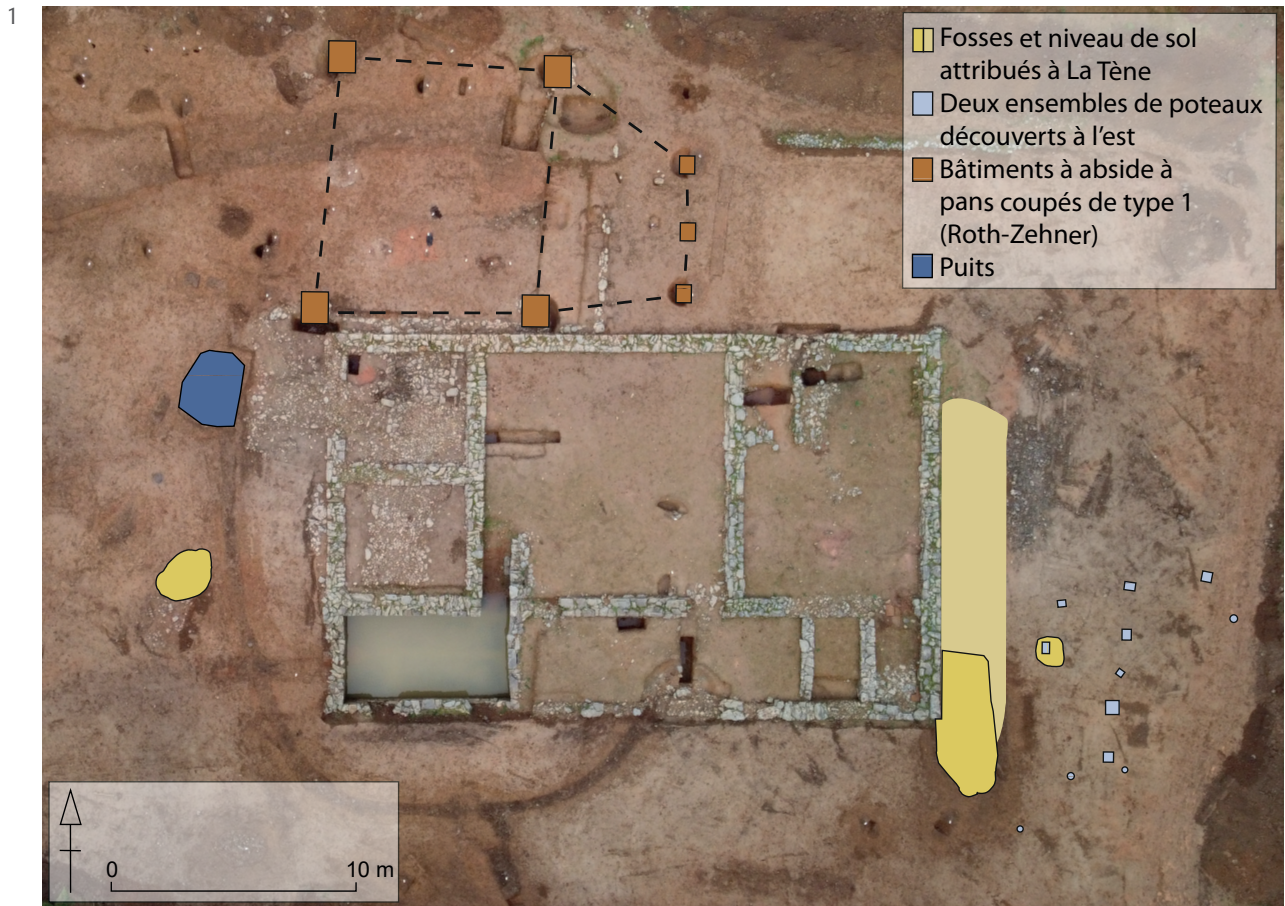 1
Fosses et niveau de sol
attribués à La Tène
Deux ensembles de poteaux
découverts à l'est
Bâtiments à abside à
pans coupés de type 1
(Roth-Zehner)
Puits
0 10 m